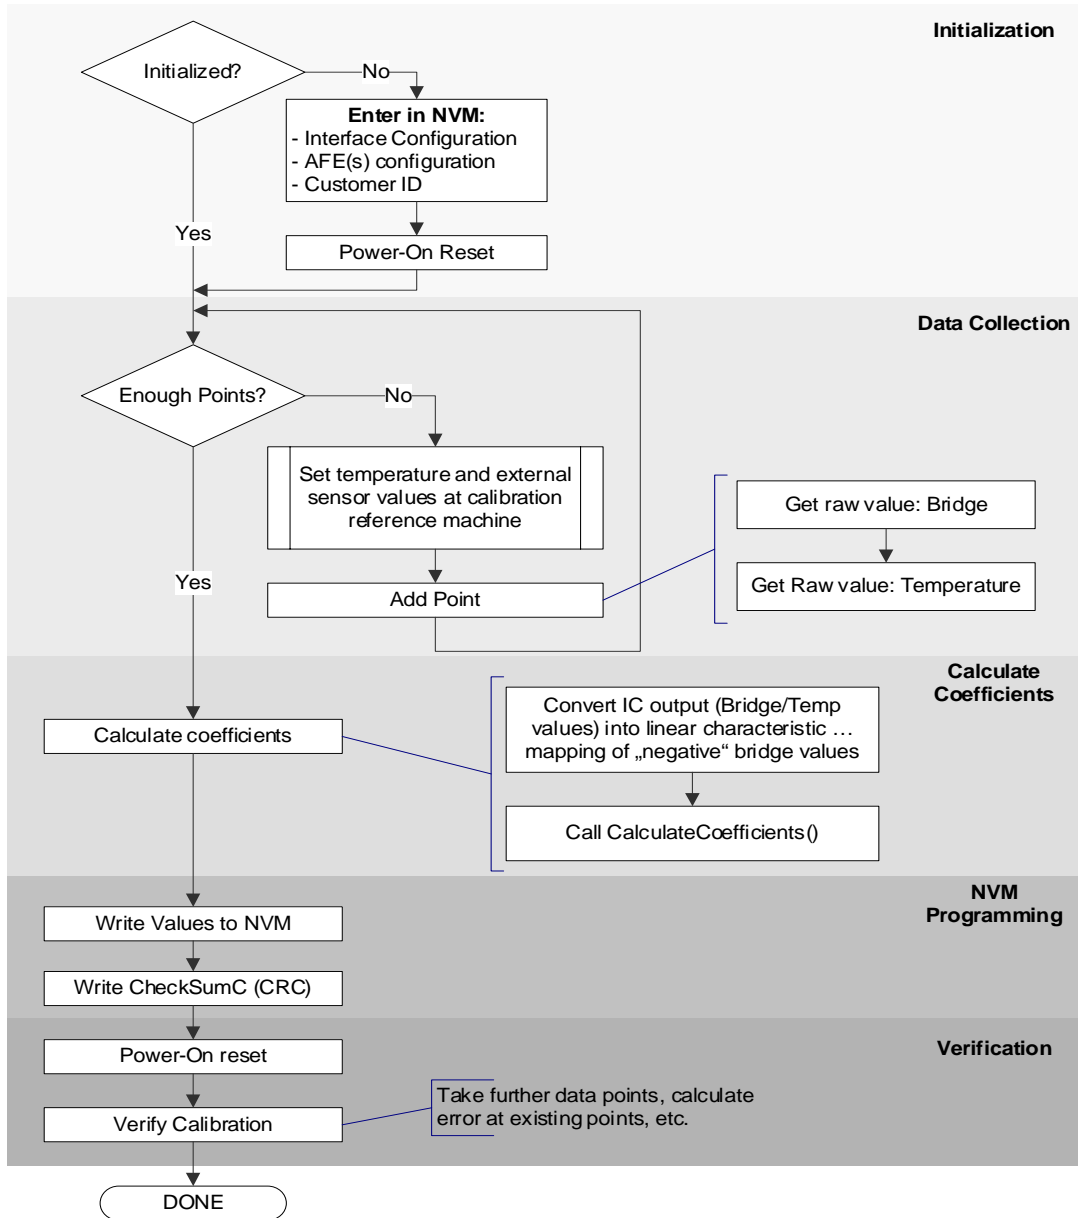 Initialization
Initialized?
No
Enter in NVM:
- Interface Configuration
- AFE(s) configuration
- Customer ID
Yes
Power-On Reset
Data Collection
Enough Points?
No
Set temperature and external
sensor values at calibration
reference machine
Get raw value: Bridge
Get Raw value: Temperature
Yes
Add Point
Calculate
Coefficients
Calculate coefficients
Convert IC output (Bridge/Temp
values) into linear characteristic …
mapping of „negative“ bridge values
Call CalculateCoefficients()
NVM
Programming
Write Values to NVM
Write CheckSumC (CRC)
Verification
Power-On reset
Verify Calibration
Take further data points, calculate
error at existing points, etc.
DONE